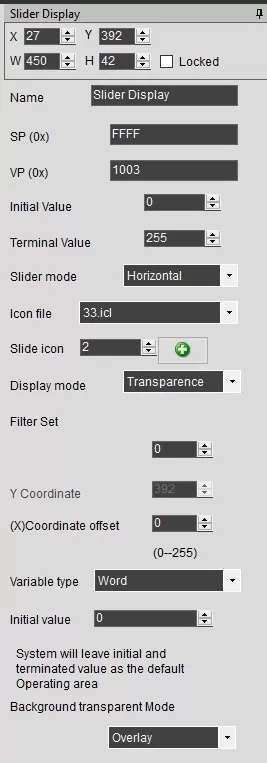 Slider Display
X 27 Y 392
W 450 H 42 Locked
Name Slider Display
SP (0x) FFFF
VP (0x) 1003
Initial Value 0
Terminal Value 255
Slider mode Horizontal
Icon file 33.icl
Slide icon 2
Display mode Transparence
Filter Set
0
Y Coordinate 392
(X)Coordinate offset 0
(0--255)
Variable type Word
Initial value 0
System will leave initial and
terminated value as the default
Operating area
Background transparent Mode
Overlay